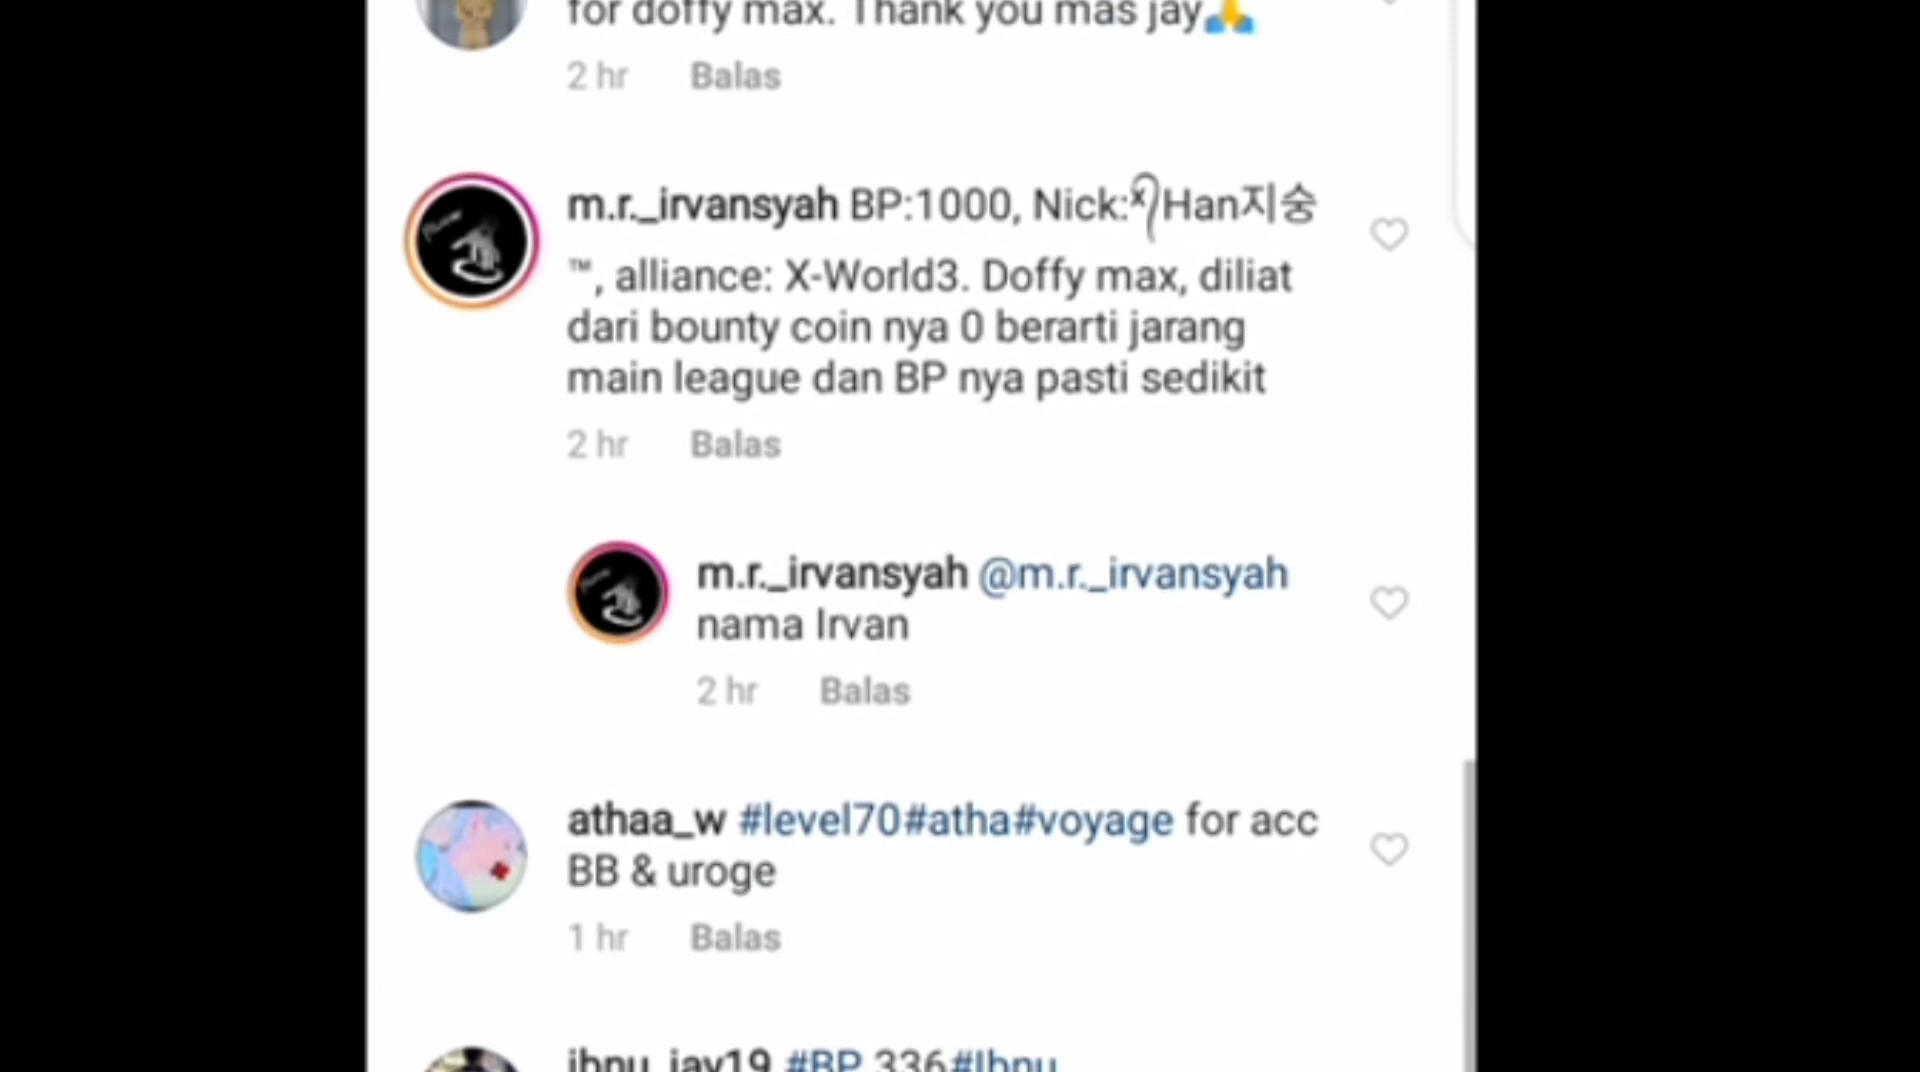 for doffy max. Thank you mas jay🙏
2 hr Balas
m.r._irvansyah BP:1000, Nick:ˣ᭄Han지숭
™, alliance: X-World3. Doffy max, diliat
dari bounty coin nya 0 berarti jarang
main league dan BP nya pasti sedikit
2 hr Balas
m.r._irvansyah @m.r._irvansyah
nama Irvan
2 hr Balas
athaa_w #level70#atha#voyage for acc
BB & uroge
1 hr Balas
ibnu_jay19 #BP 336#Ibnu